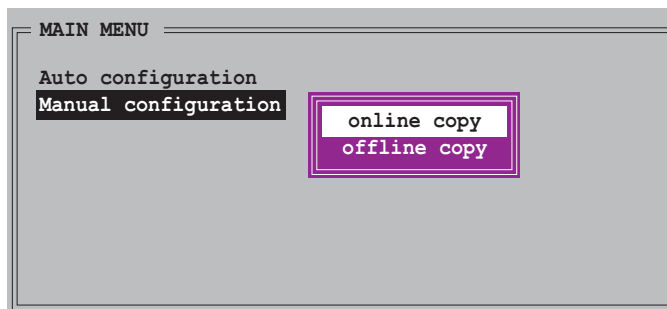 MAIN MENU
Auto configuration
Manual configuration
online copy
offline copy